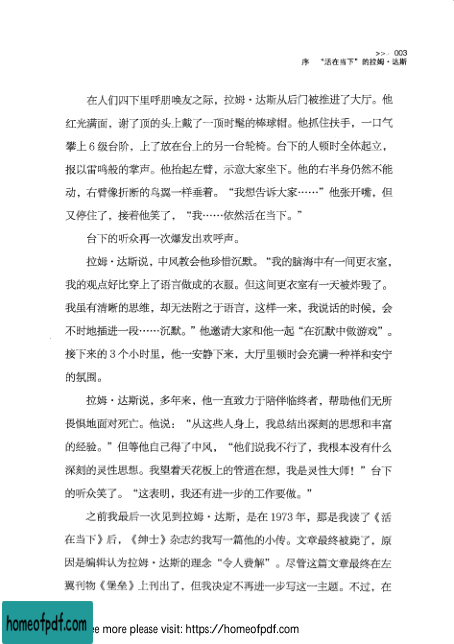 >> 003
序 “活在当下”的拉姆·达斯
在人们四下里呼朋唤友之际，拉姆·达斯从后门被推进了大厅。他
红光满面，谢了顶的头上戴了一顶时髦的棒球帽。他抓住扶手，一口气
攀上6级台阶，上了放在台上的另一台轮椅。台下的人顿时全体起立，
报以雷鸣般的掌声。他抬起左臂，示意大家坐下。他的右半身仍然不能
动，右臂像折断的鸟翼一样垂着。“我想告诉大家……”他张开嘴，但
又停住了，接着他笑了，“我……依然活在当下。”
台下的听众再一次爆发出欢呼声。
拉姆·达斯说，中风教会他珍惜沉默。“我的脑海中有一间更衣室，
我的观点好比穿上了语言做成的衣服。但这间更衣室有一天被炸毁了。
我虽有清晰的思维，却无法附之于语言，这样一来，我说话的时候，会
不时地插进一段……沉默。”他邀请大家和他一起“在沉默中做游戏”。
接下来的3个小时里，他一安静下来，大厅里顿时会充满一种祥和安宁
的氛围。
拉姆·达斯说，多年来，他一直致力于陪伴临终者，帮助他们无所
畏惧地面对死亡。他说：“从这些人身上，我总结出深刻的思想和丰富
的经验。”但等他自己得了中风，“他们说我不行了，我根本没有什么
深刻的灵性思想。我望着天花板上的管道在想，我是灵性大师！”台下
的听众笑了。“这表明，我还有进一步的工作要做。”
之前我最后一次见到拉姆·达斯，是在1973年，那是我读了《活
在当下》后，《绅士》杂志约我写一篇他的小传。文章最终被毙了，原
因是编辑认为拉姆·达斯的理念“令人费解”。尽管这篇文章最终在左
翼刊物《堡垒》上刊出了，但我决定不再进一步写这一主题。不过，在
homeofpdf.com
ee more please visit: https://homeofpdf.com